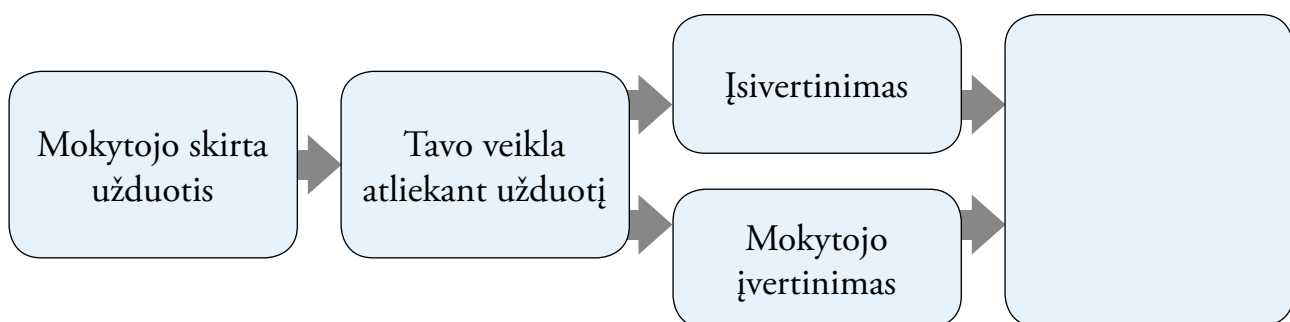 Mokytojo skirta
užduotis
Tavo veikla
atliekant užduotį
Įsivertinimas
Mokytojo
įvertinimas